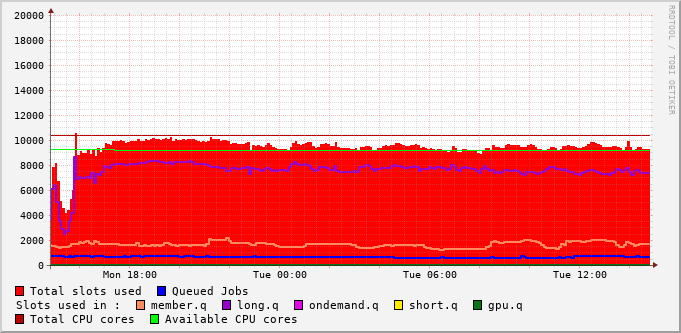 RRDTOOL / TOBI OETIKER
20000
18000
16000
14000
12000
10000
8000
6000
4000
2000
0
Mon 18:00 Tue 00:00 Tue 06:00 Tue 12:00
Total slots used Queued Jobs
Slots used in : member.q long.q ondemand.q short.q gpu.q
Total CPU cores Available CPU cores